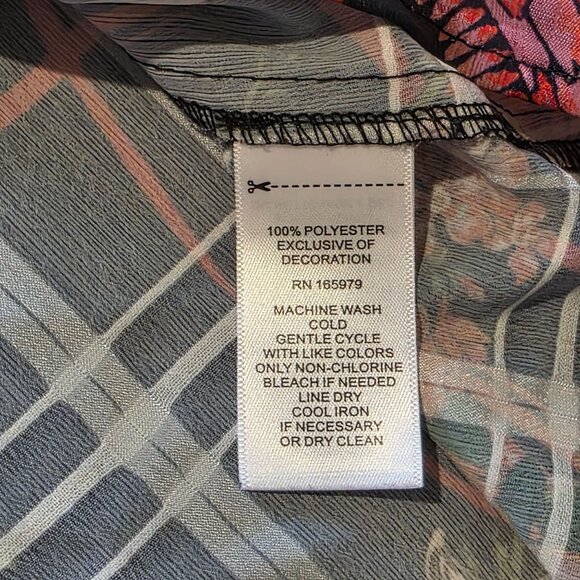 100% POLYESTER
EXCLUSIVE OF
DECORATION
RN 165979
MACHINE WASH
COLD
GENTLE CYCLE
WITH LIKE COLORS
ONLY NON-CHLORINE
BLEACH IF NEEDED
LINE DRY
COOL IRON
IF NECESSARY
OR DRY CLEAN